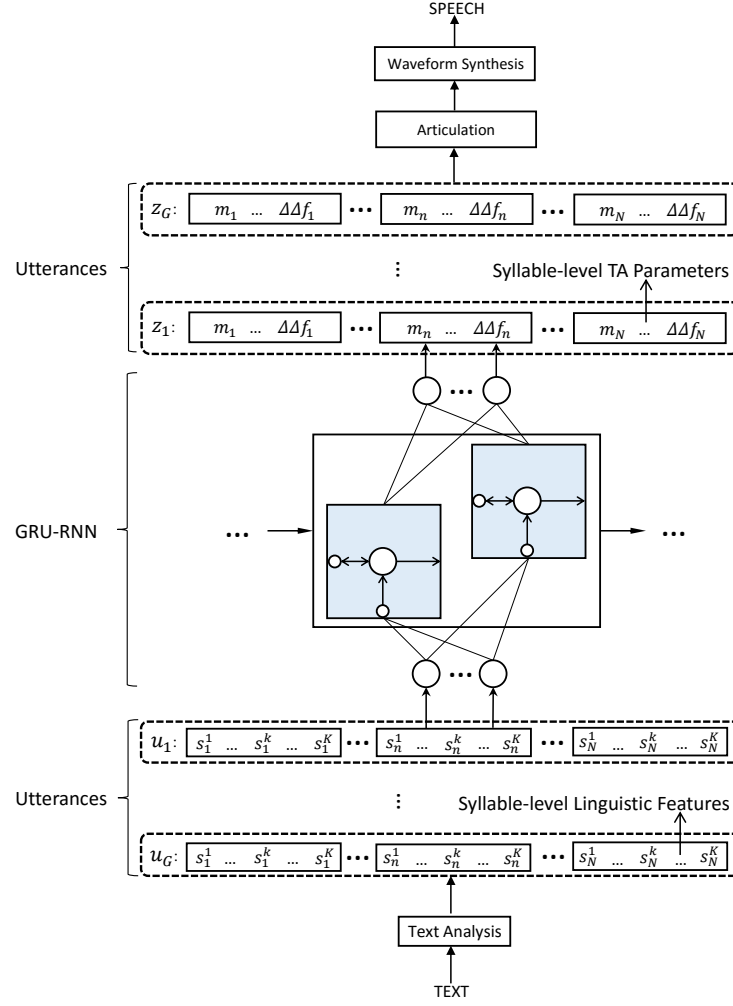 SPEECH
Waveform Synthesis
Articulation
z_G: m_1 ... ΔΔf_1 ... m_n ... ΔΔf_n ... m_N ... ΔΔf_N
Utterances
⋮
Syllable-level TA Parameters
z_1: m_1 ... ΔΔf_1 ... m_n ... ΔΔf_n ... m_N ... ΔΔf_N
...
GRU-RNN
... ...
...
u_1: s_1^1 ... s_1^k ... s_1^K ... s_n^1 ... s_n^k ... s_n^K ... s_N^1 ... s_N^k ... s_N^K
Utterances
⋮
Syllable-level Linguistic Features
u_G: s_1^1 ... s_1^k ... s_1^K ... s_n^1 ... s_n^k ... s_n^K ... s_N^1 ... s_N^k ... s_N^K
Text Analysis
TEXT